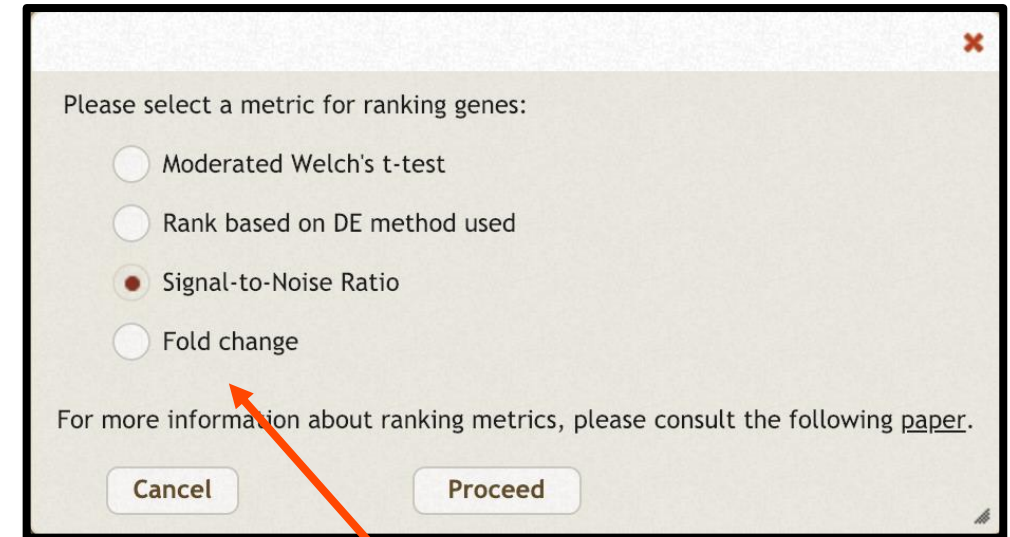 Please select a metric for ranking genes:
Moderated Welch's t-test
Rank based on DE method used
Signal-to-Noise Ratio
Fold change
For more information about ranking metrics, please consult the following paper.
Cancel Proceed